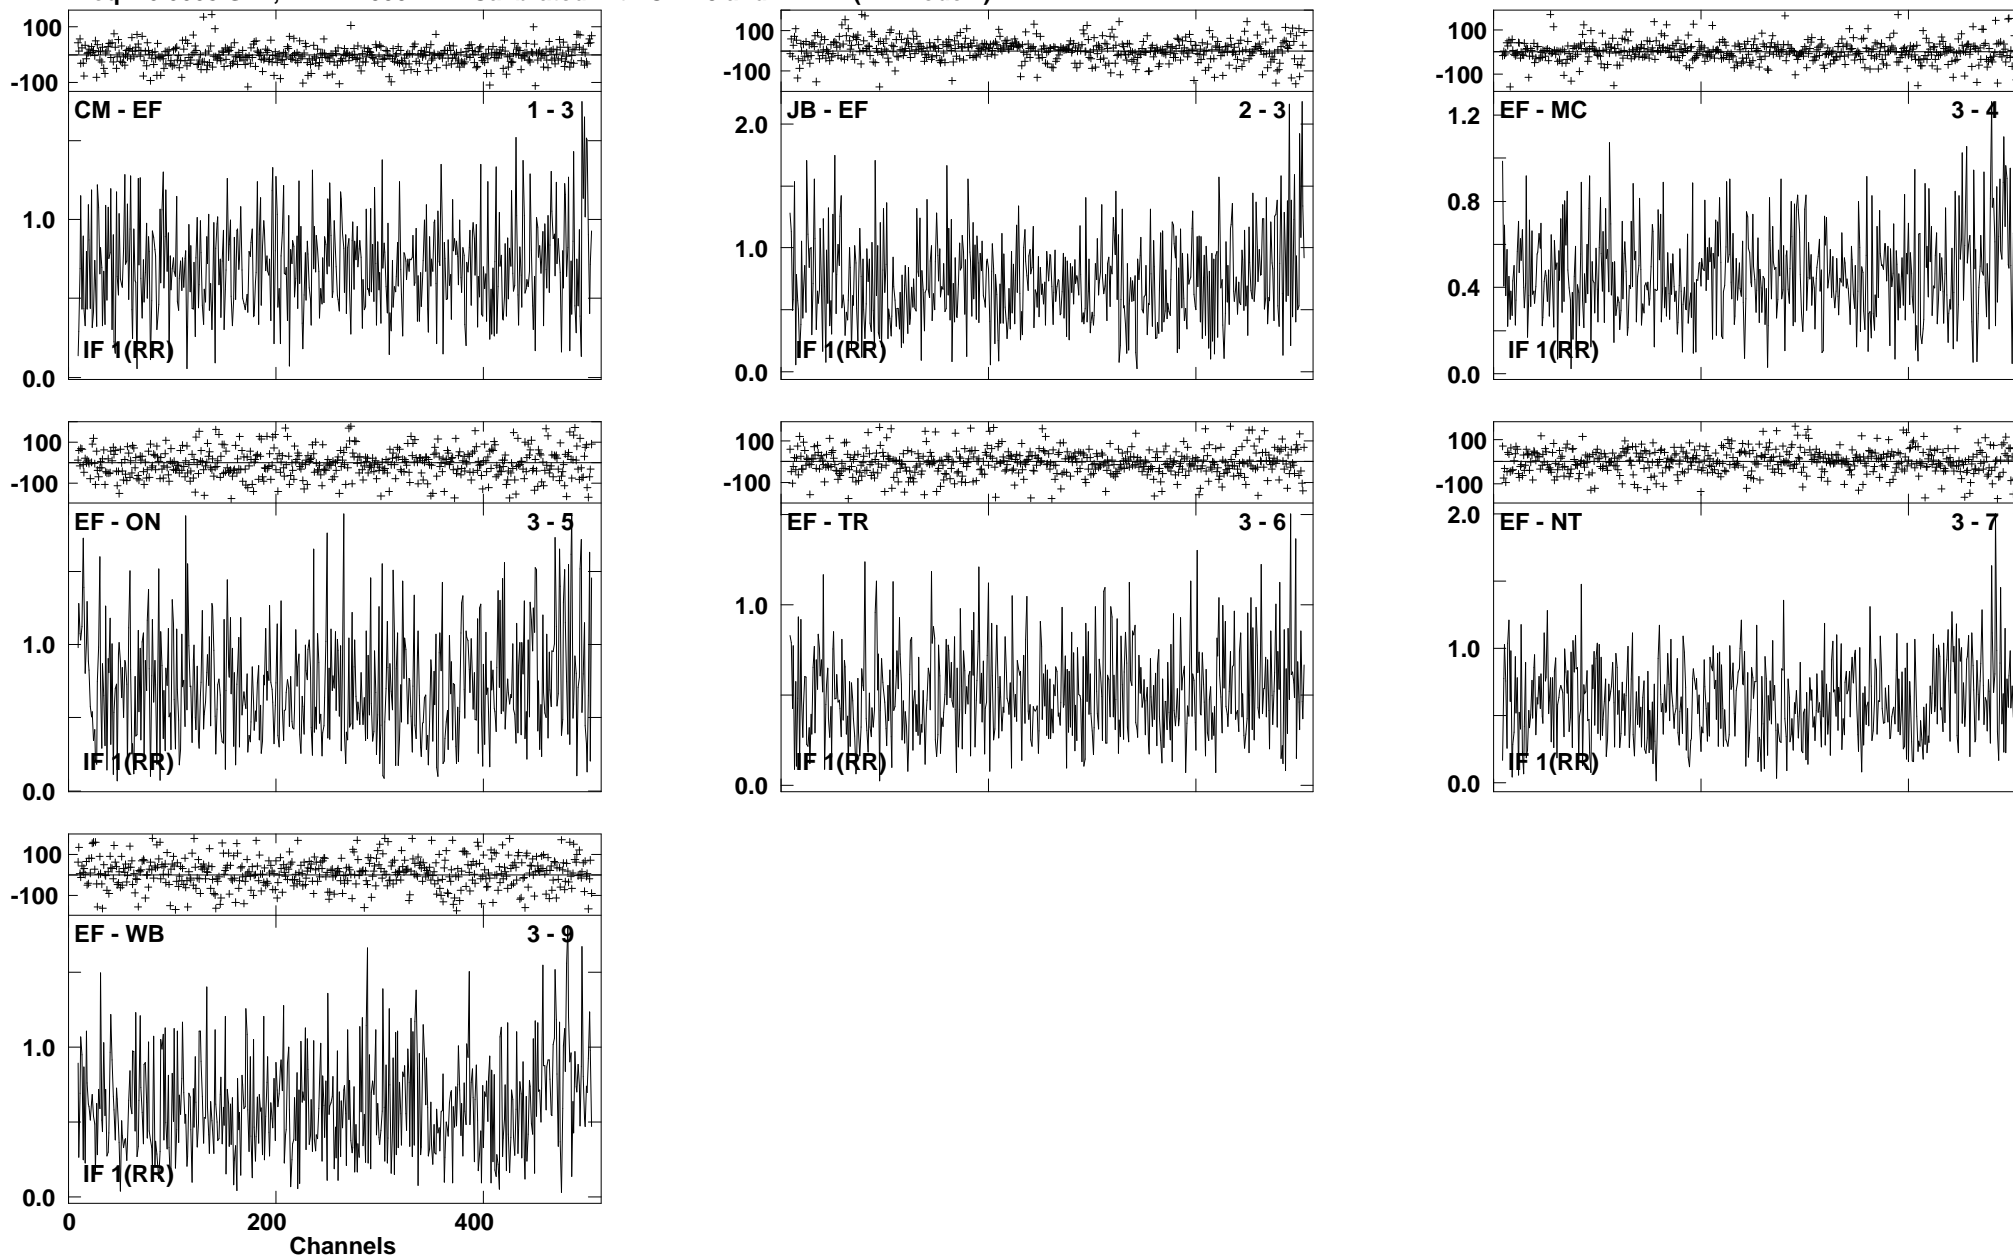 100 100 100
-100 -100 -100
CM - EF 1 - 3 JB - EF 2 - 3 EF - MC 3 - 4
2.0 1.2
1.0 1.0 0.8
0.4
IF 1(RR) IF 1(RR) IF 1(RR)
0.0 0.0 0.0
100 100 100
-100 -100 -100
EF - ON 3 - 5 EF - TR 3 - 6 2.0 EF - NT 3 - 7
1.0 1.0 1.0
IF 1(RR) IF 1(RR) IF 1(RR)
0.0 0.0 0.0
100
-100
EF - WB 3 - 9
1.0
IF 1(RR)
0.0
0 200 400
Channels